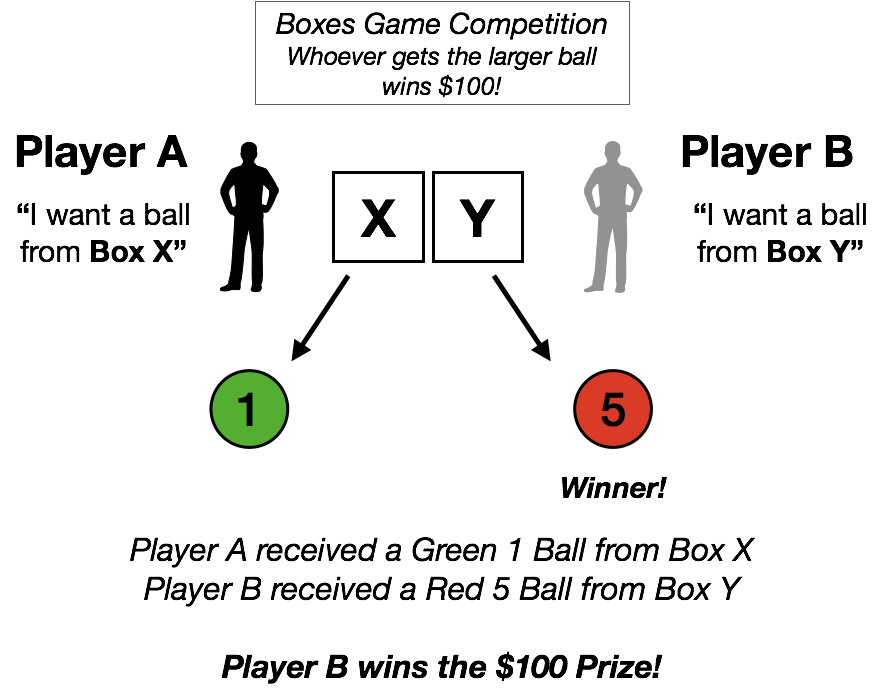 Boxes Game Competition
Whoever gets the larger ball
wins $100!
Player A
“I want a ball
from Box X”
X
Y
Player B
“I want a ball
from Box Y”
1
5
Winner!
Player A received a Green 1 Ball from Box X
Player B received a Red 5 Ball from Box Y
Player B wins the $100 Prize!